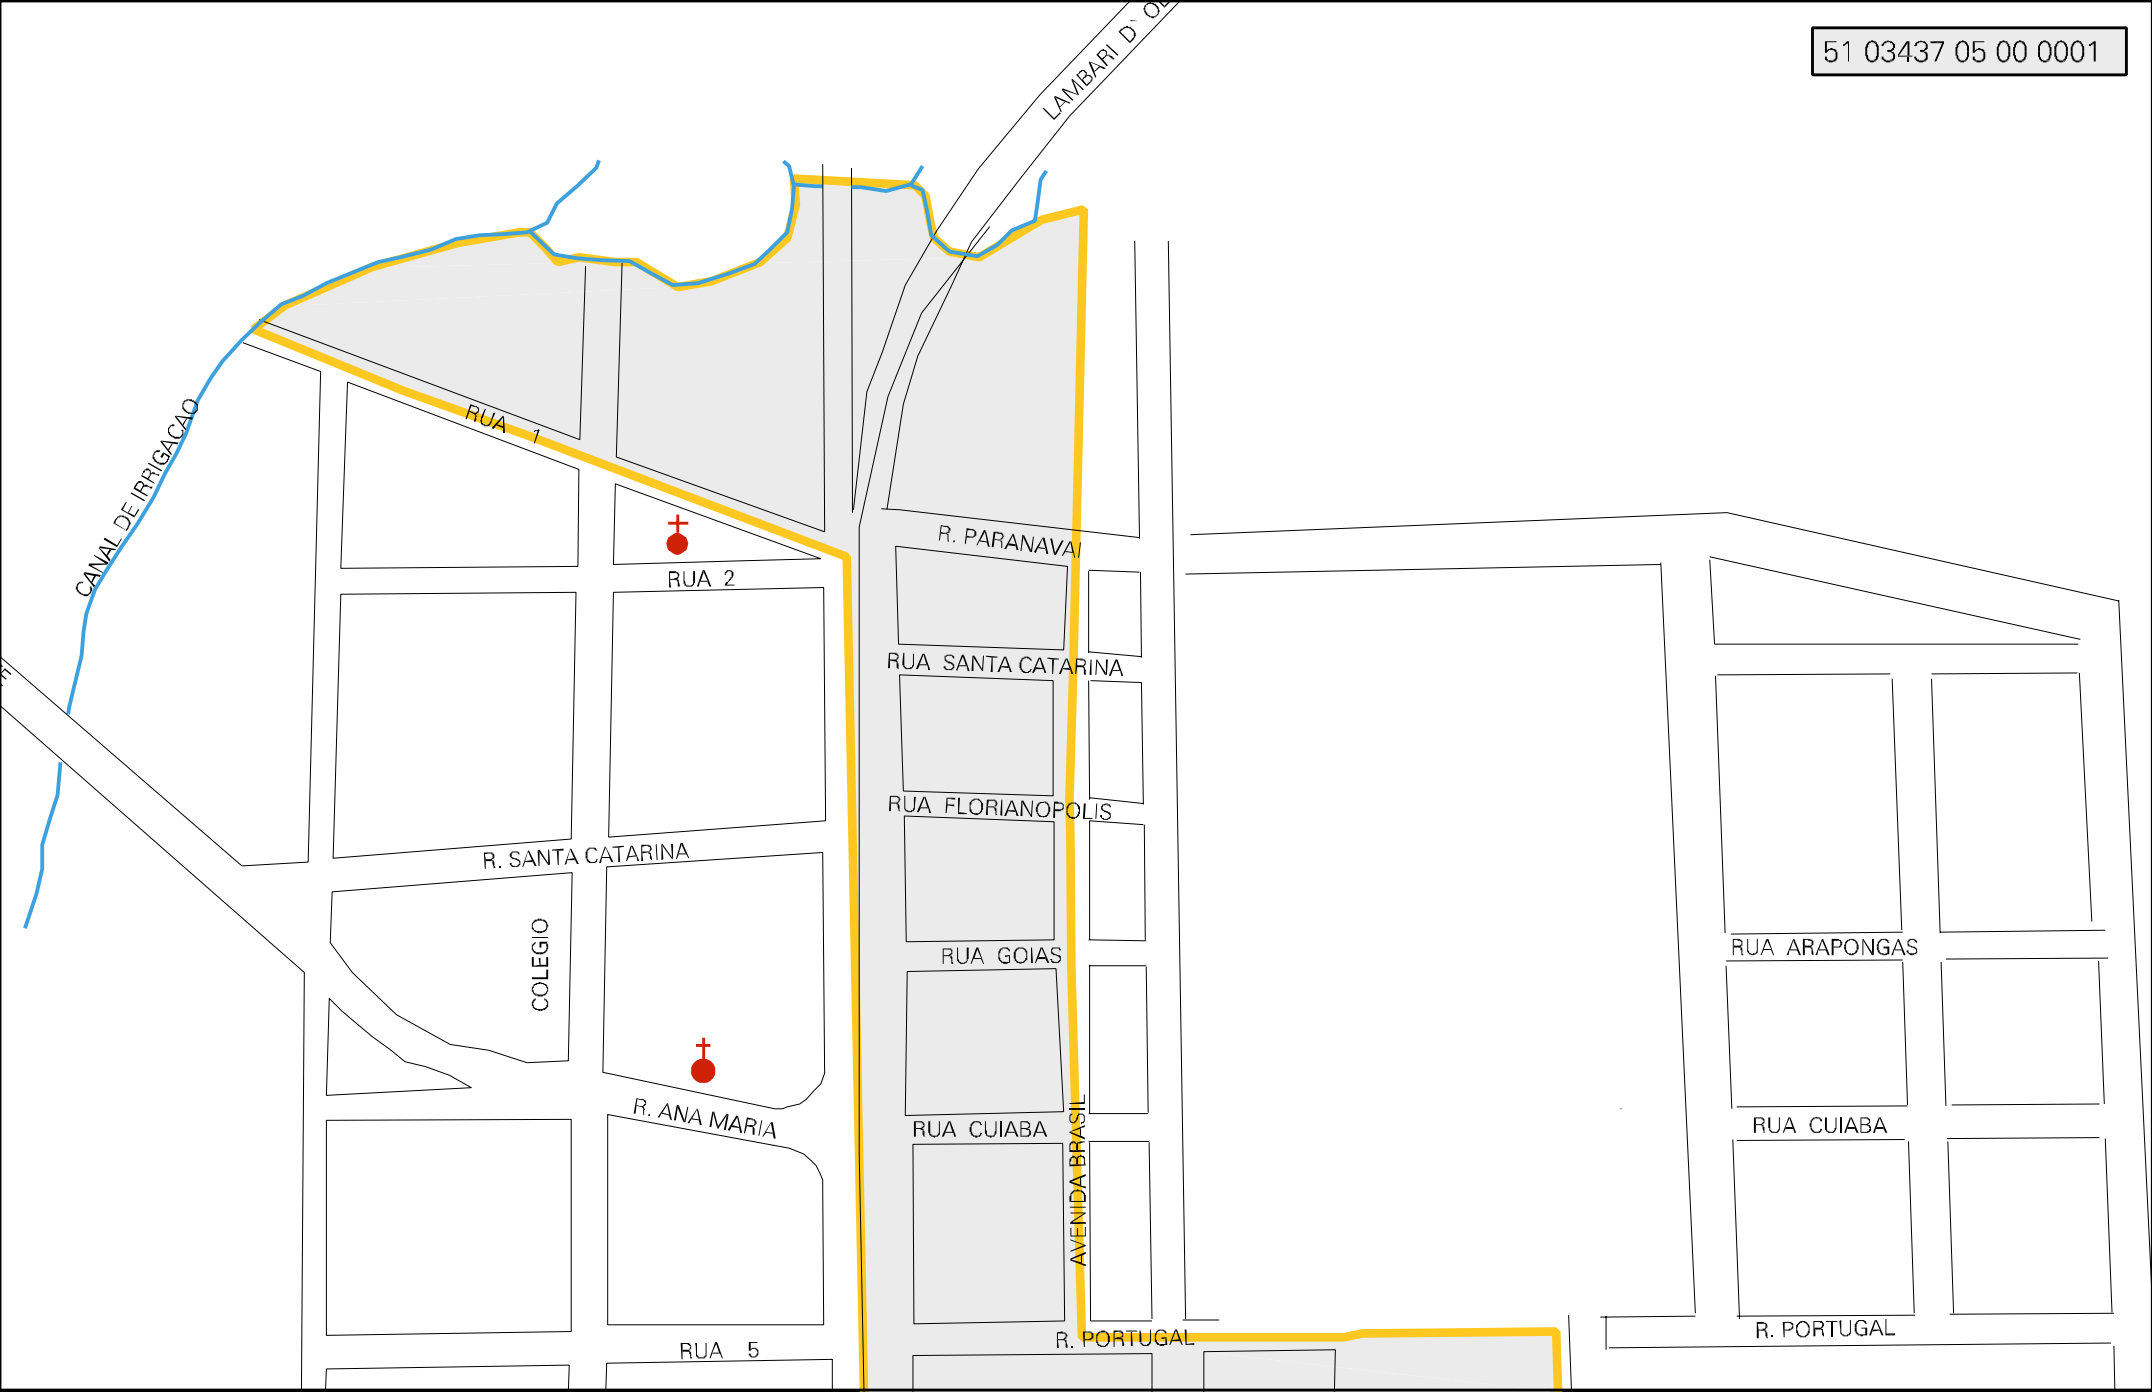 LAMBARI D` OE
51 03437 05 00 0001
CANAL DE IRRIGACAO
RUA 1
R. PARANAVAI
RUA 2
RUA SANTA CATARINA
RUA FLORIANOPOLIS
R. SANTA CATARINA
COLEGIO
RUA GOIAS
RUA ARAPONGAS
R. ANA MARIA
RUA CUIABA
RUA CUIABA
AVENIDA BRASIL
R. PORTUGAL
R. PORTUGAL
RUA 5